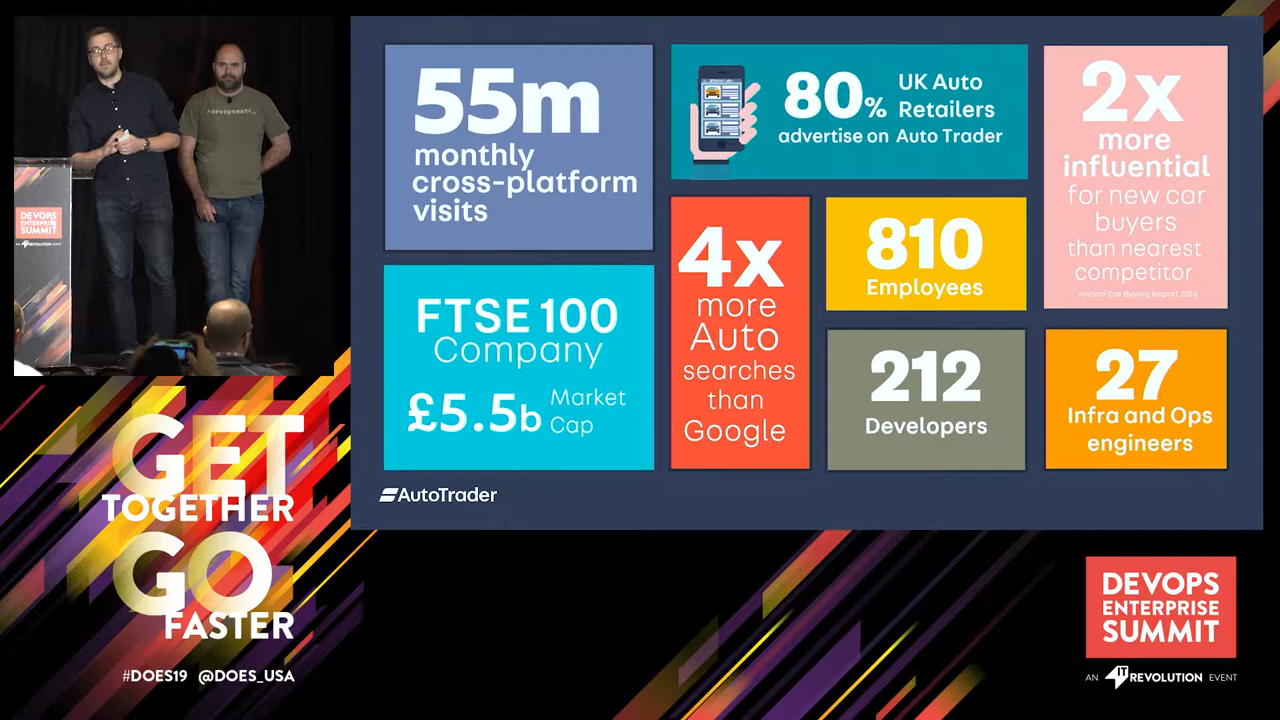 >devopsmanc_
DEVOPS
ENTERPRISE
SUMMIT
REVOLUTION
55m
monthly
cross-platform
visits
80%
UK Auto
Retailers
advertise on Auto Trader
2x
more
influential
for new car
buyers
than nearest
competitor
Annual Car Buying Report 2016
FTSE 100
Company
£5.5b Market
Cap
4x
more
Auto
searches
than
Google
810
Employees
212
Developers
27
Infra and Ops
engineers
AutoTrader
GET
TOGETHER
GO
FASTER
#DOES19 @DOES_USA
DEVOPS
ENTERPRISE
SUMMIT
AN IT REVOLUTION EVENT